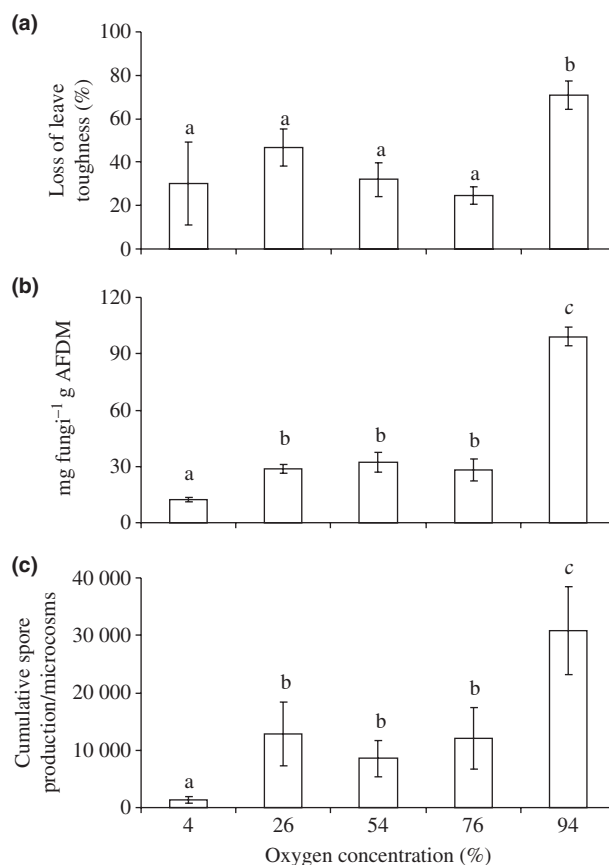 (a)
Loss of leave
toughness (%)
100
80
60
40
20
0
a
a
a
a
b
(b)
mg fungi⁻¹ g AFDM
120
90
60
30
0
a
b
b
b
c
(c)
Cumulative spore
production/microcosms
40 000
30 000
20 000
10 000
0
a
b
b
b
c
4 26 54 76 94
Oxygen concentration (%)